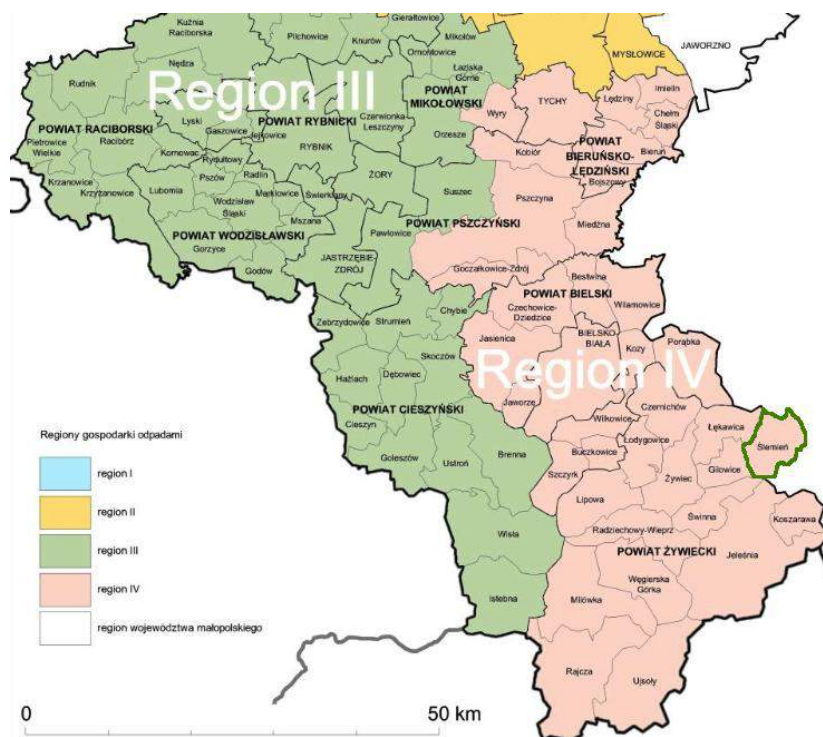 Kuźnia
Raciborska
Pilchowice
Gierałtowice
Knurów
Mikołów
Ornontowice
MYSŁOWICE
JAWORZNO
Nędza
Rudnik
Region III
Łaziska
Górne
POWIAT
MIKOŁOWSKI
Wyry
TYCHY
Lędziny
Imielin
Chełm
Śląski
Lyski
POWIAT RYBNICKI
Czerwionka
Leszczyny
POWIAT RACIBORSKI
Gaszowice
Jejkowice
Orzesze
POWIAT
BIERUŃSKO-
LĘDZIŃSKI
Bieruń
Bojszowy
Pietrowice
Wielkie
Racibórz
RYBNIK
Kornowac
Rydułtowy
Kobiór
Krzanowice
Krzyżanowice
Lubomia
Pszów
Radlin
Marklowice
Świerklany
ŻORY
Suszec
Pszczyna
Wodzisław
Śląski
Mszana
Miedźna
POWIAT WODZISŁAWSKI
Pawłowice
POWIAT PSZCZYŃSKI
Gorzyce
Godów
JASTRZĘBIE-
ZDRÓJ
Goczałkowice-Zdrój
Bestwina
POWIAT BIELSKI
Wilamowice
Czechowice-
Dziedzice
Zebrzydowice
Strumień
Chybie
Jasienica
BIELSKO-
BIAŁA
Kozy
Porąbka
Skoczów
Region IV
Hażlach
Dębowiec
Jaworze
Czernichów
POWIAT CIESZYŃSKI
Wilkowice
Łękawica
Cieszyn
Brenna
Łodygowice
Ślemień
Regiony gospodarki odpadami
Goleszów
Ustroń
Buczkowice
Szczyrk
Żywiec
Gilowice
region I
Lipowa
region II
Świnna
Koszarawa
Wisła
Radziechowy-Wieprz
region III
POWIAT ŻYWIECKI
Jeleśnia
region IV
Istebna
Milówka
Węgierska
Górka
region województwa małopolskiego
Rajcza
Ujsoły
0
50 km